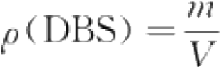 ρ(DBS) = m/V